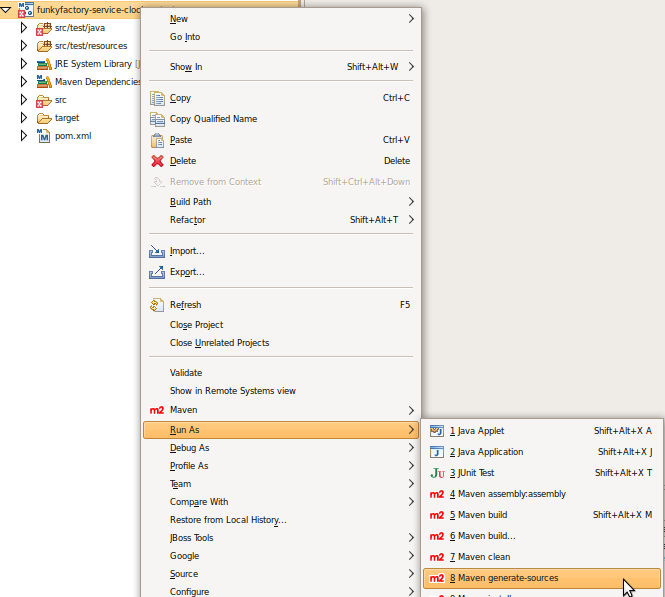 funkyfactory-service-clou
src/test/java
src/test/resources
JRE System Library [J
Maven Dependencies
src
target
pom.xml
New
Go Into
Show In Shift+Alt+W
Copy Ctrl+C
Copy Qualified Name
Paste Ctrl+V
Delete Delete
Remove from Context Shift+Ctrl+Alt+Down
Build Path
Refactor Shift+Alt+T
Import...
Export...
Refresh F5
Close Project
Close Unrelated Projects
Validate
Show in Remote Systems view
m2 Maven
Run As
Debug As
Profile As
Team
Compare With
Restore from Local History...
JBoss Tools
Google
Source
Configure
1 Java Applet Shift+Alt+X A
2 Java Application Shift+Alt+X J
Ju 3 JUnit Test Shift+Alt+X T
m2 4 Maven assembly:assembly
m2 5 Maven build Shift+Alt+X M
m2 6 Maven build...
m2 7 Maven clean
m2 8 Maven generate-sources